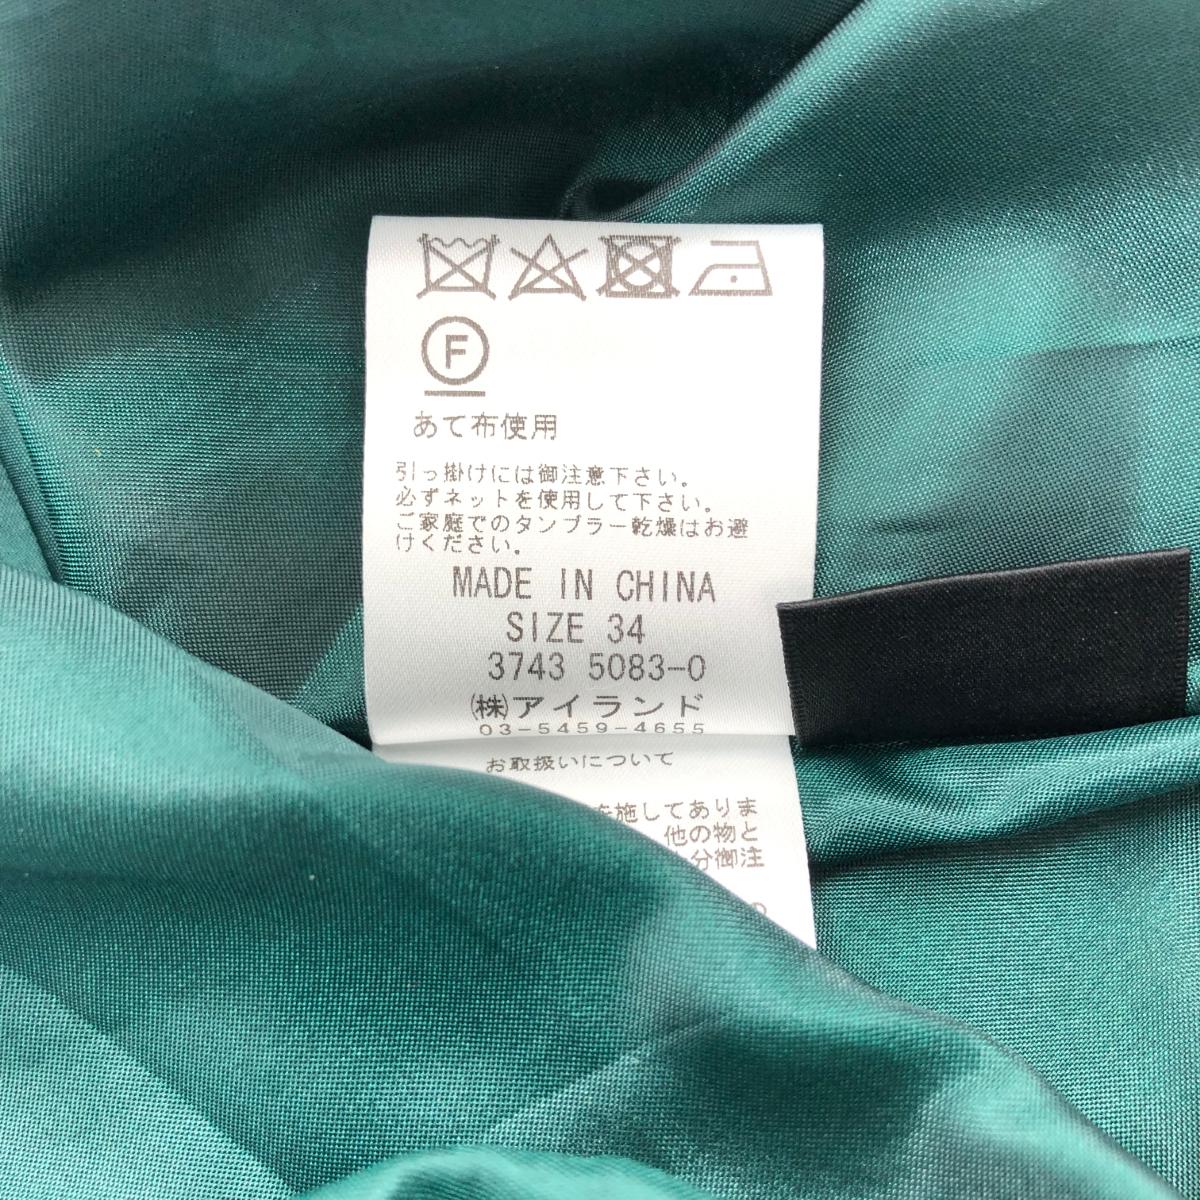 F
あて布使用
引っ掛けには御注意下さい。
必ずネットを使用して下さい。
ご家庭でのタンブラー乾燥はお避
けください。
MADE IN CHINA
SIZE 34
3743 5083-0
㈱アイランド
03-5459-4655
お取扱いについて
を施してありま
他の物と
分御注